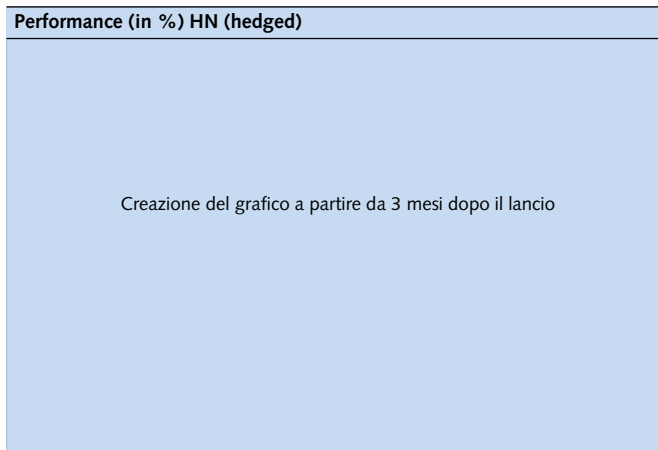 Performance (in %) HN (hedged)
Creazione del grafico a partire da 3 mesi dopo il lancio